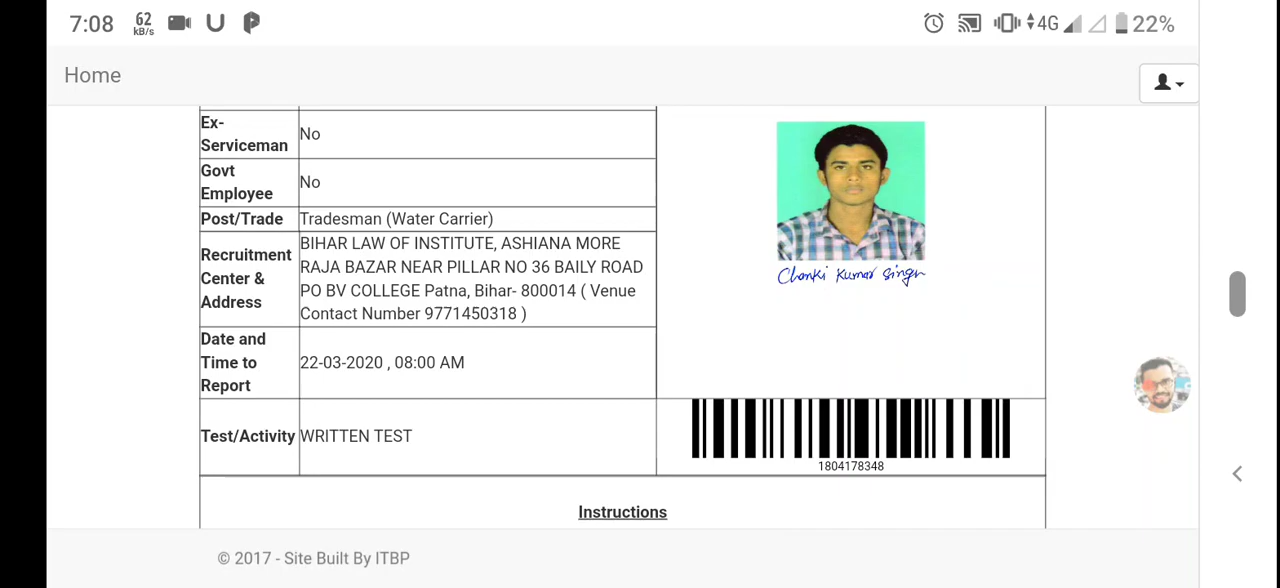 7:08 62 kB/s 4G 22%
Home
Ex-
Serviceman
No
Govt
Employee
No
Post/Trade Tradesman (Water Carrier)
Recruitment
Center &
Address
BIHAR LAW OF INSTITUTE, ASHIANA MORE
RAJA BAZAR NEAR PILLAR NO 36 BAILY ROAD
PO BV COLLEGE Patna, Bihar- 800014 ( Venue
Contact Number 9771450318 )
Date and
Time to
Report
22-03-2020 , 08:00 AM
Test/Activity WRITTEN TEST
Chanki Kumar Singh
1804178348
Instructions
© 2017 - Site Built By ITBP